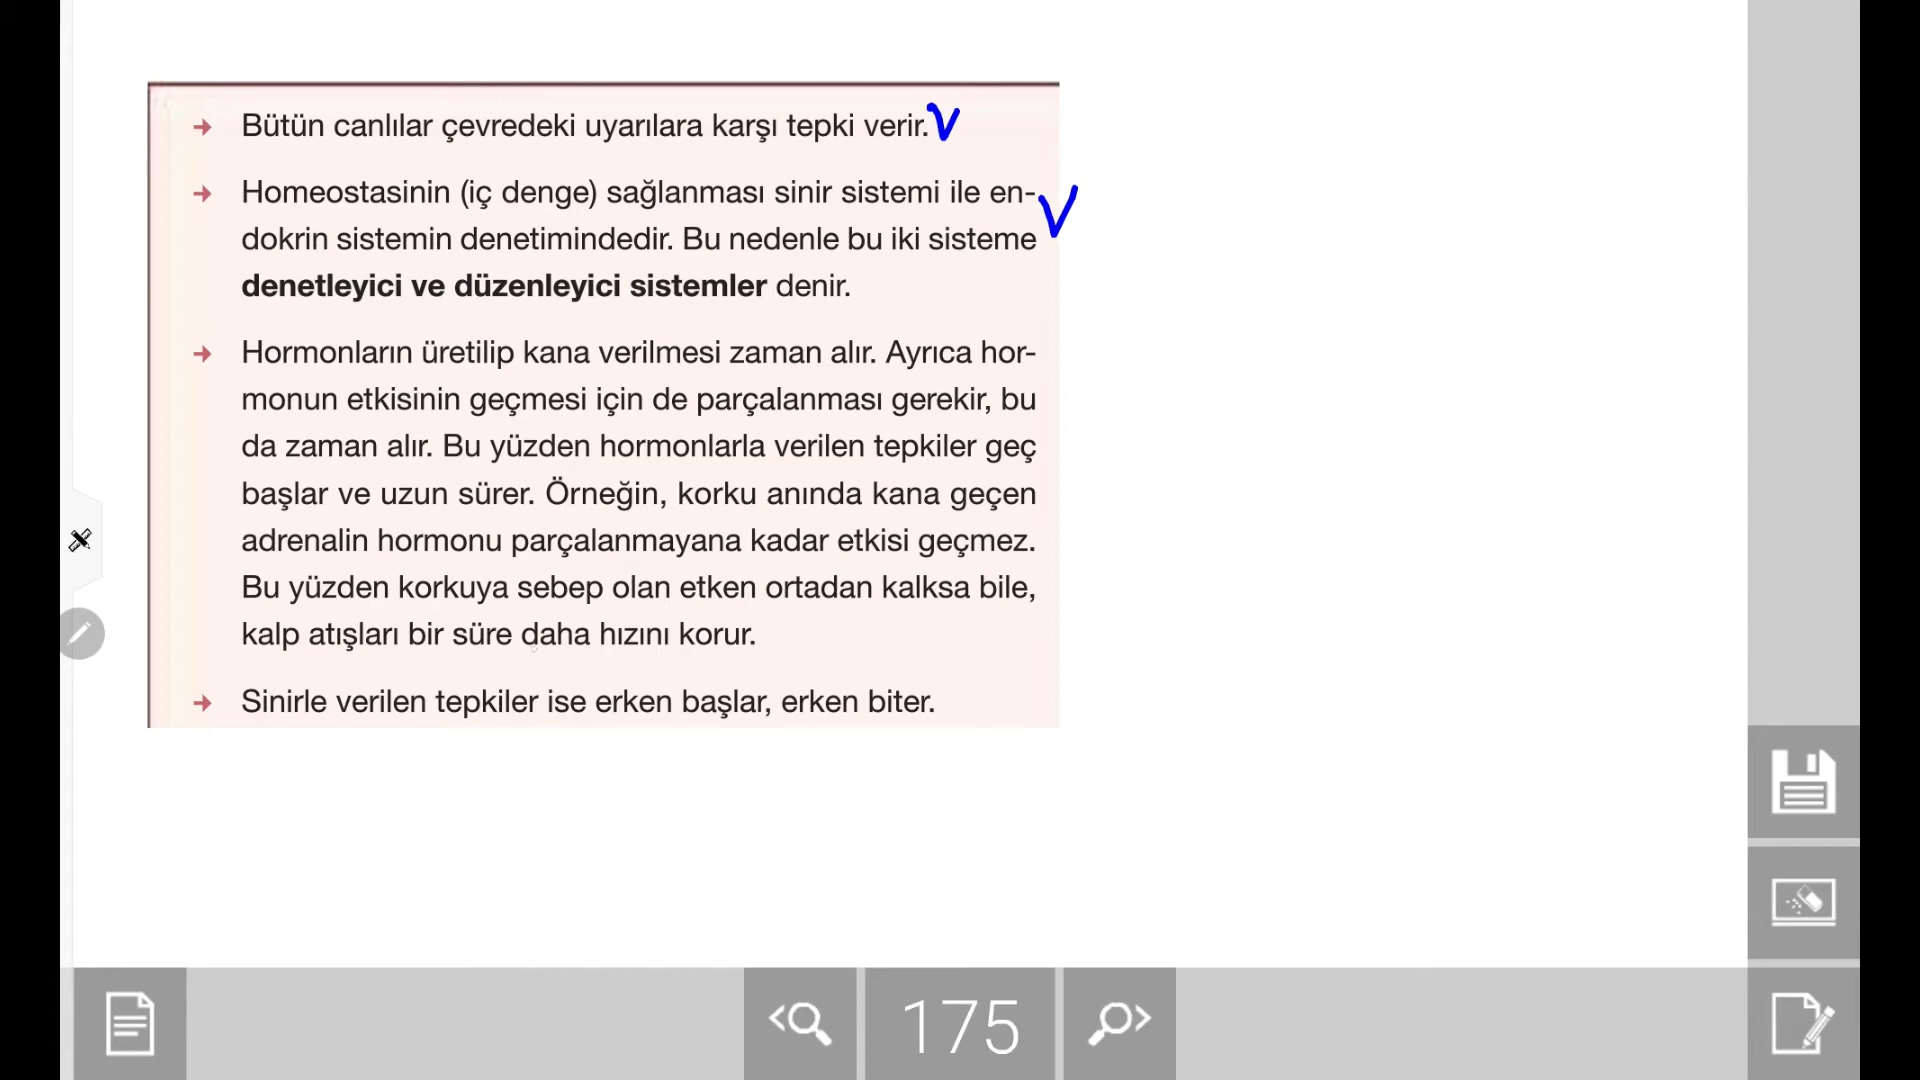 Bütün canlılar çevredeki uyarılara karşı tepki verir.
Homeostasinin (iç denge) sağlanması sinir sistemi ile en-
dokrin sistemin denetimindedir. Bu nedenle bu iki sisteme
denetleyici ve düzenleyici sistemler denir.
Hormonların üretilip kana verilmesi zaman alır. Ayrıca hor-
monun etkisinin geçmesi için de parçalanması gerekir, bu
da zaman alır. Bu yüzden hormonlarla verilen tepkiler geç
başlar ve uzun sürer. Örneğin, korku anında kana geçen
adrenalin hormonu parçalanmayana kadar etkisi geçmez.
Bu yüzden korkuya sebep olan etken ortadan kalksa bile,
kalp atışları bir süre daha hızını korur.
Sinirle verilen tepkiler ise erken başlar, erken biter.
175